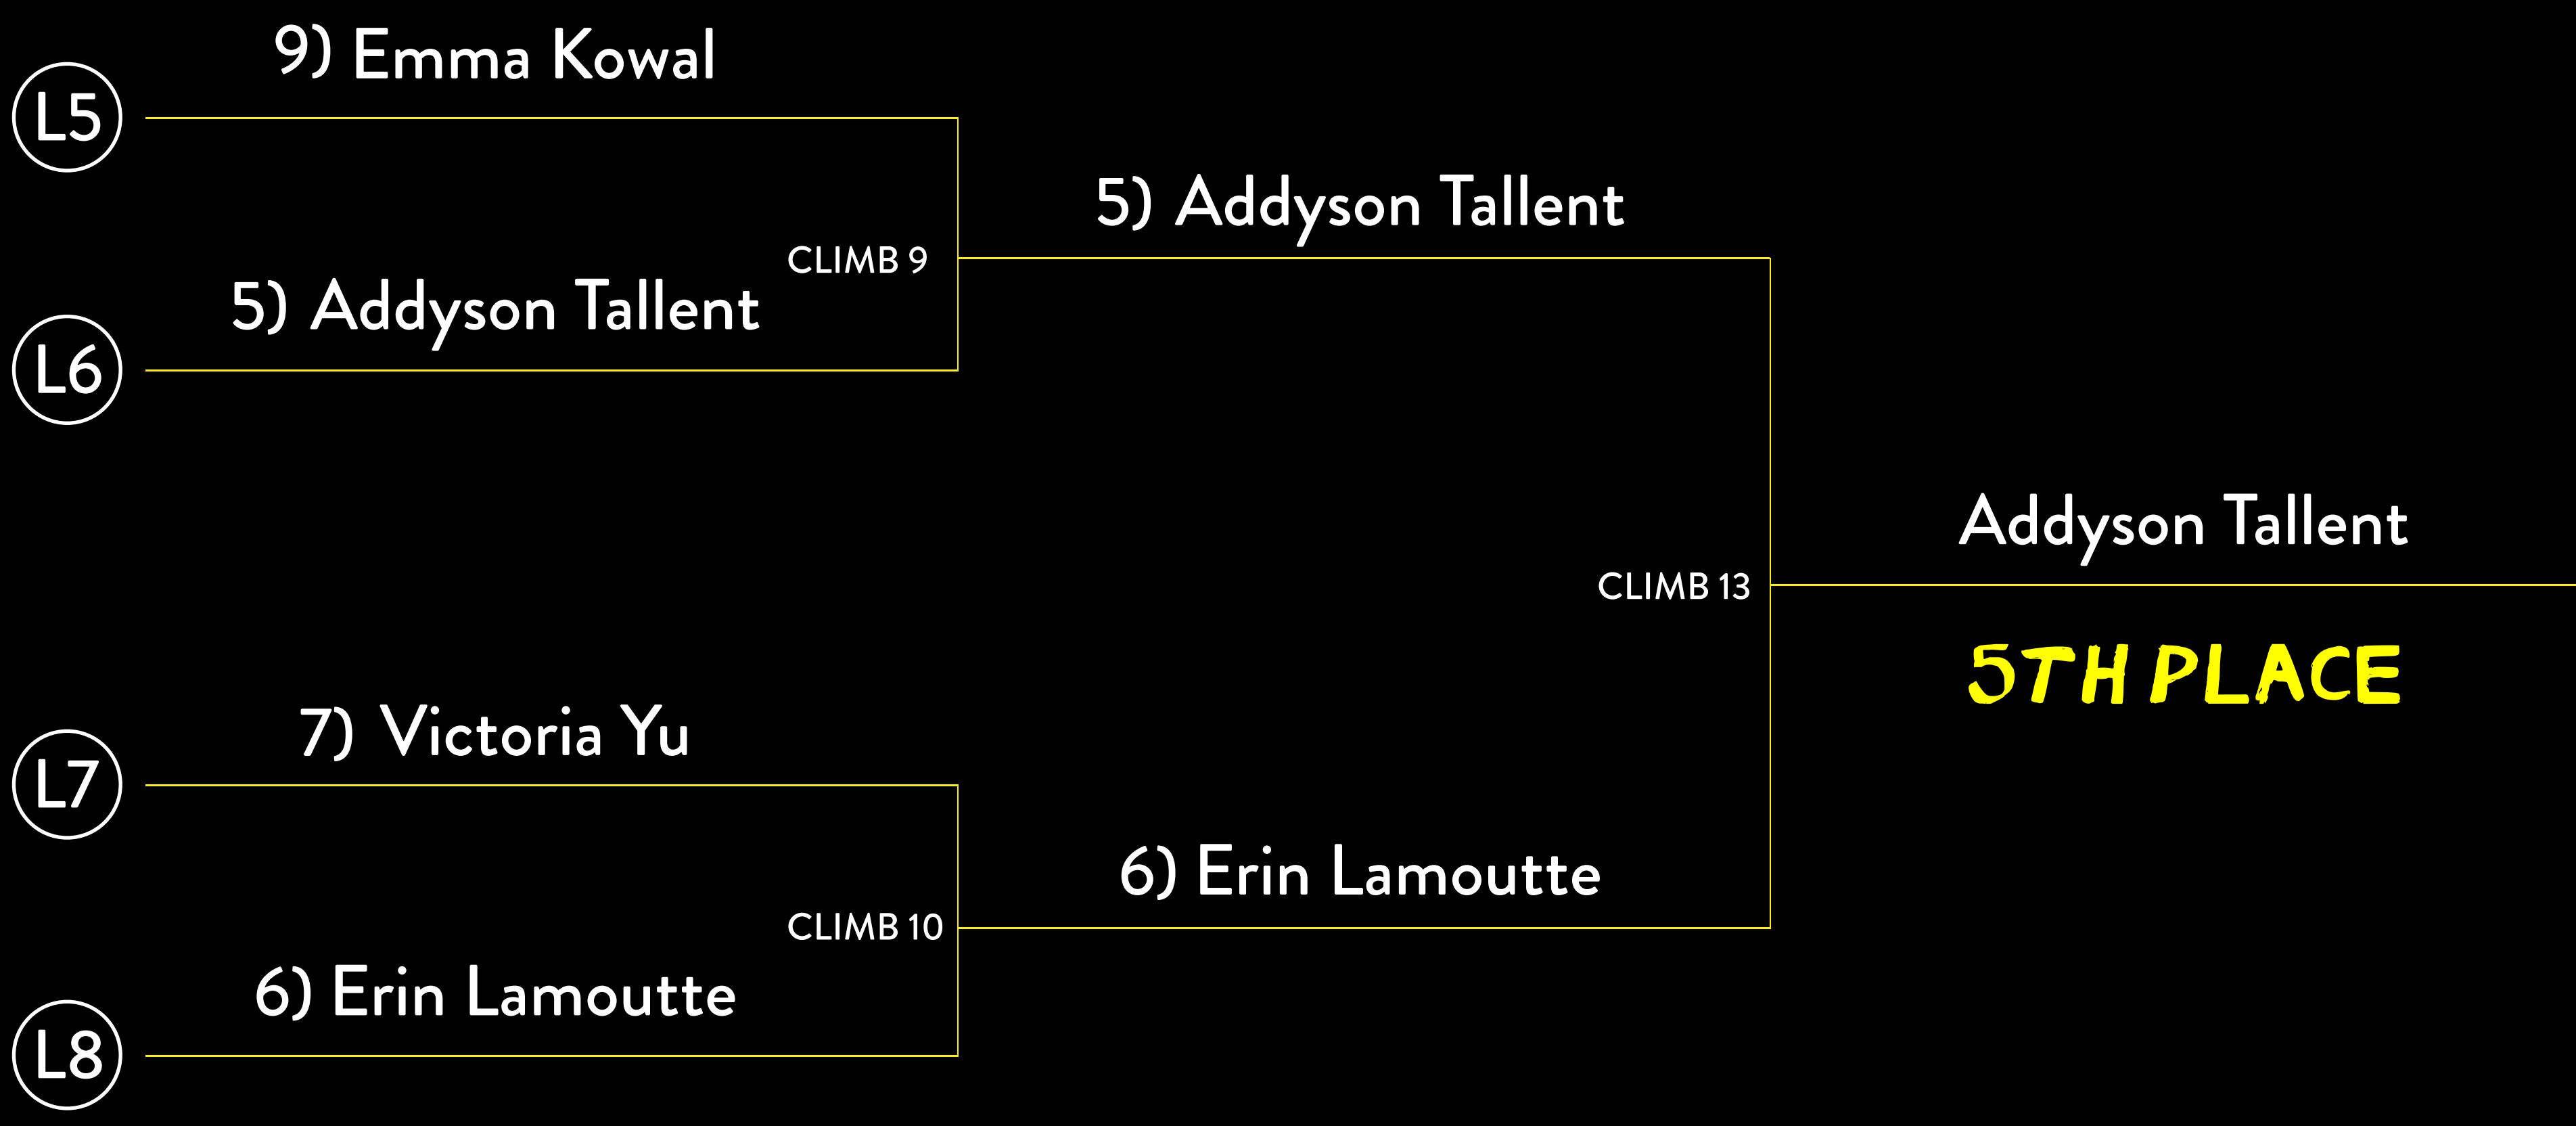 9) Emma Kowal
L5
5) Addyson Tallent
CLIMB 9
5) Addyson Tallent
L6
Addyson Tallent
CLIMB 13
5TH PLACE
7) Victoria Yu
L7
6) Erin Lamoutte
CLIMB 10
6) Erin Lamoutte
L8